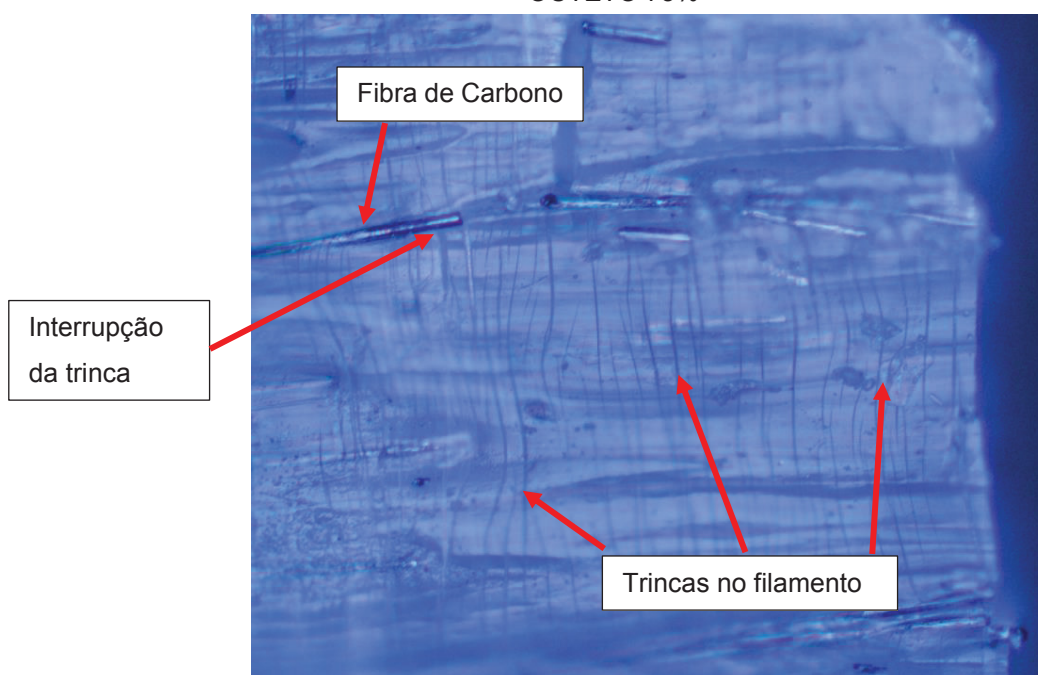 Fibra de Carbono
Interrupção
da trinca
Trincas no filamento